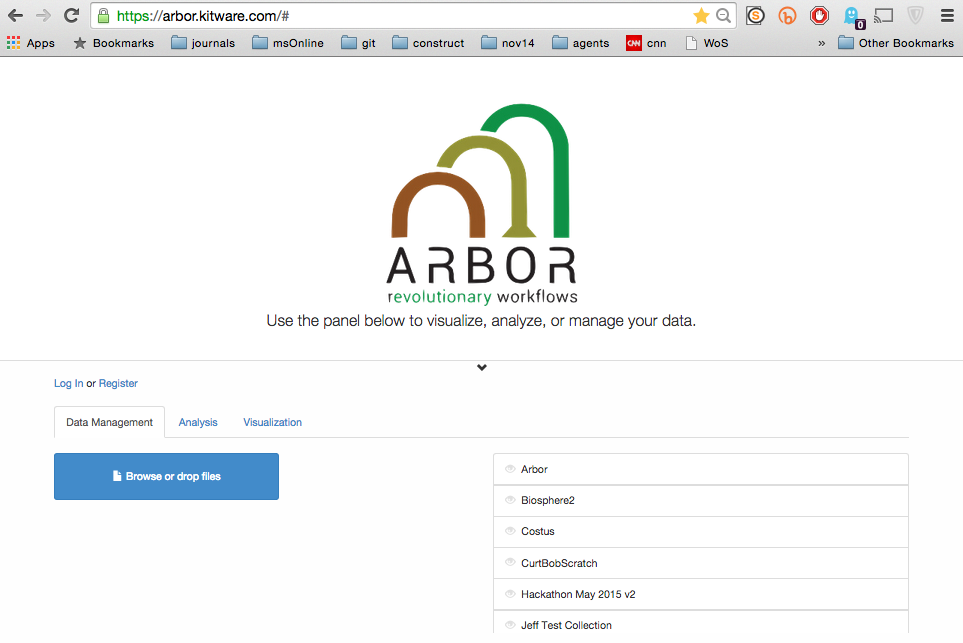 https://arbor.kitware.com/#
S
b
0
Apps Bookmarks journals msOnline git construct nov14 agents CNN cnn WoS » Other Bookmarks
ARBOR
revolutionary workflows
Use the panel below to visualize, analyze, or manage your data.
Log In or Register
Data Management Analysis Visualization
Browse or drop files
Arbor
Biosphere2
Costus
CurtBobScratch
Hackathon May 2015 v2
Jeff Test Collection